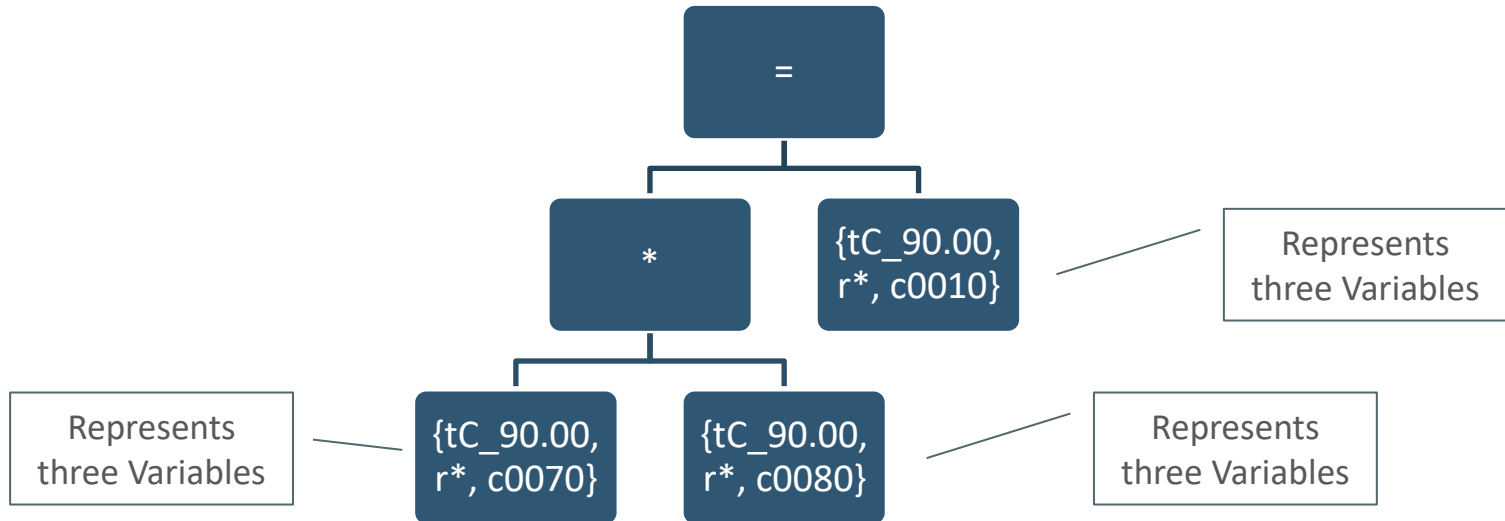 =
*
{tC_90.00,
r*, c0010}
Represents
three Variables
Represents
three Variables
{tC_90.00,
r*, c0070}
{tC_90.00,
r*, c0080}
Represents
three Variables